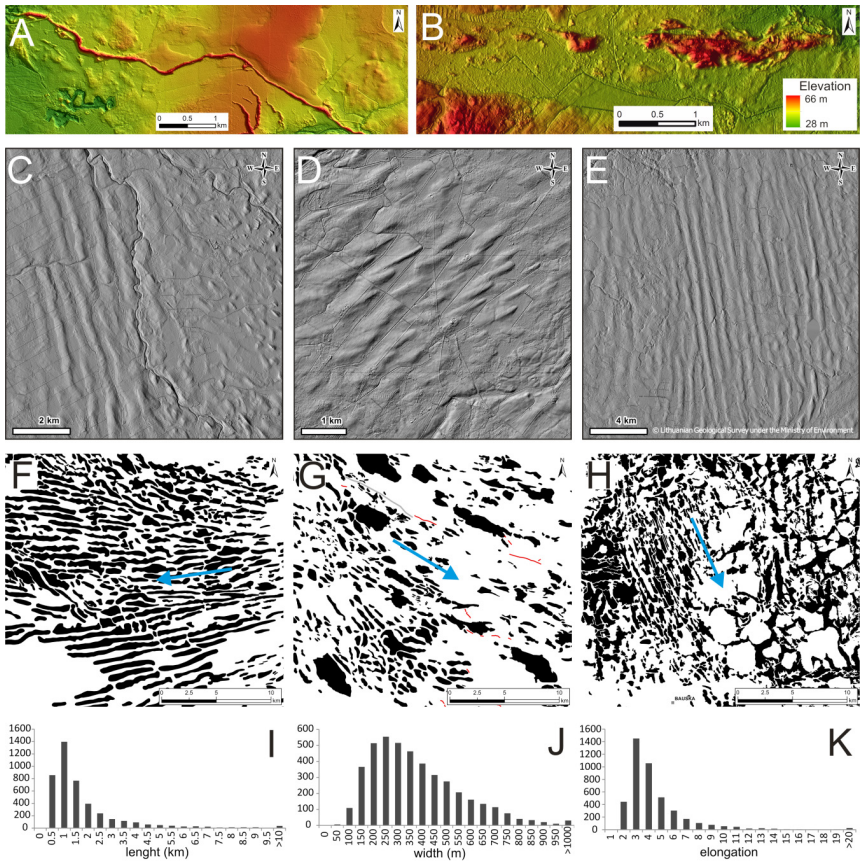 A
N
0 0.5 1
km
B
N
0 0.5 1
km
Elevation
66 m
28 m
C
N
W E
S
2 km
D
N
W E
S
1 km
E
N
W E
S
4 km
© Lithuanian Geological Survey under the Ministry of Environment
F
N
0 2.5 5 10
km
G
N
0 2.5 5 10
km
H
N
BAUSKA
0 2.5 5 10
km
I
1600
1400
1200
1000
800
600
400
200
0
0 0.5 1 1.5 2 2.5 3 3.5 4 4.5 5 5.5 6 6.5 7 7.5 8 8.5 9 9.5 >10
lenght (km)
J
600
500
400
300
200
100
0
0 50 100 150 200 250 300 350 400 450 500 550 600 650 700 750 800 850 900 950 >1000
width (m)
K
1600
1400
1200
1000
800
600
400
200
0
1 2 3 4 5 6 7 8 9 10 11 12 13 14 15 16 17 18 19 >20
elongation